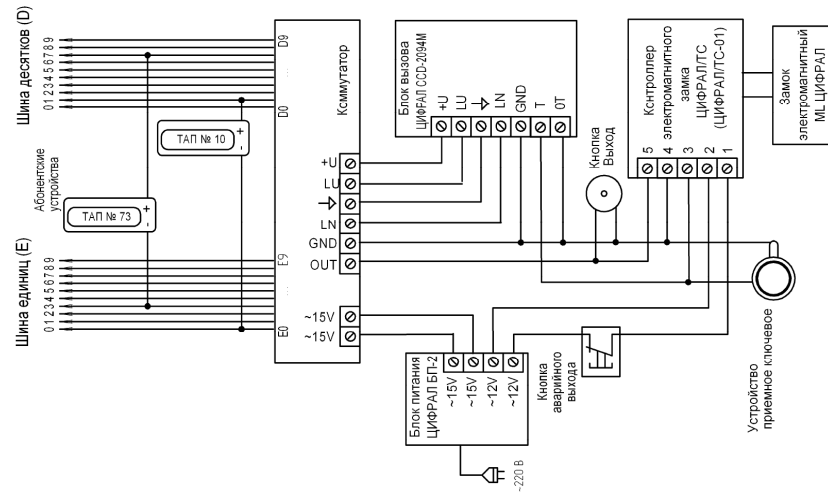 Шина десятков (D)
0 1 2 3 4 5 6 7 8 9
D9
D0
Абонентские
устройства
ТАП № 10
+
-
ТАП № 73
+
-
Шина единиц (E)
0 1 2 3 4 5 6 7 8 9
E9
E0
Коммутатор
+U
LU
LN
GND
OUT
~15V
~15V
Блок вызова
ЦИФРАЛ CCD-2094M
+U
LU
LN
GND
T
0T
Кнопка
Выход
Контроллер
электромагнитного
замка
ЦИФРАЛ/ТС
(ЦИФРАЛ/ТС-01)
5
4
3
2
1
Замок
электромагнитный
ML ЦИФРАЛ
Блок питания
ЦИФРАЛ БП-2
~15V
~15V
~12V
~12V
~220 В
Кнопка
аварийного
выхода
Устройство
приемное ключевое